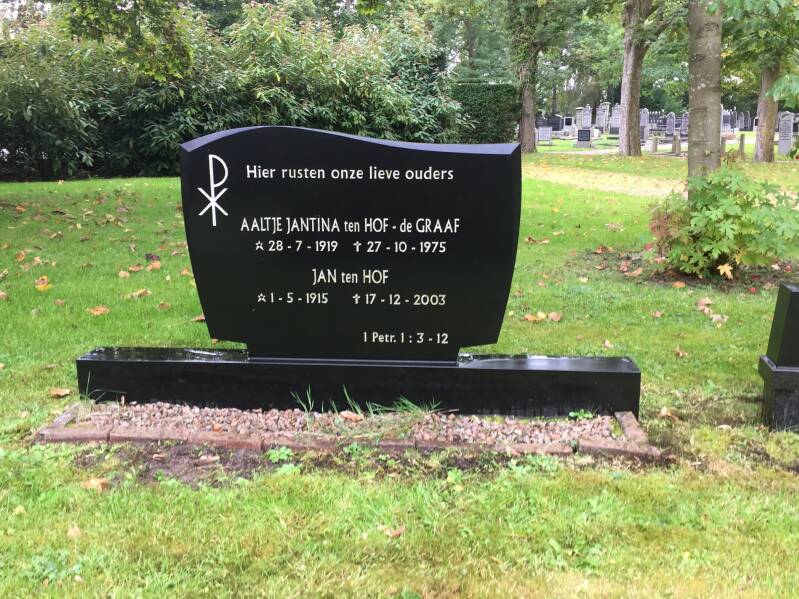 Hier rusten onze lieve ouders
AALTJE JANTINA ten HOF - de GRAAF
☆ 28 - 7 - 1919 ✝ 27 - 10 - 1975
JAN ten HOF
☆ 1 - 5 - 1915 ✝ 17 - 12 - 2003
1 Petr. 1 : 3 - 12